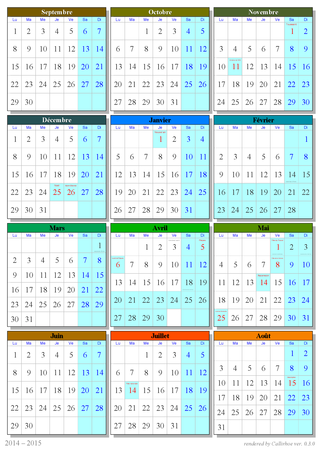 Septembre
Lu Ma Me Je Ve Sa Di
1 2 3 4 5 6 7
8 9 10 11 12 13 14
15 16 17 18 19 20 21
22 23 24 25 26 27 28
29 30
Octobre
Lu Ma Me Je Ve Sa Di
1 2 3 4 5
6 7 8 9 10 11 12
13 14 15 16 17 18 19
20 21 22 23 24 25 26
27 28 29 30 31
Novembre
Lu Ma Me Je Ve Sa Di
1 2
3 4 5 6 7 8 9
10 11 12 13 14 15 16
17 18 19 20 21 22 23
24 25 26 27 28 29 30
Décembre
Lu Ma Me Je Ve Sa Di
1 2 3 4 5 6 7
8 9 10 11 12 13 14
15 16 17 18 19 20 21
22 23 24 25 26 27 28
29 30 31
Janvier
Lu Ma Me Je Ve Sa Di
1 2 3 4
5 6 7 8 9 10 11
12 13 14 15 16 17 18
19 20 21 22 23 24 25
26 27 28 29 30 31
Février
Lu Ma Me Je Ve Sa Di
1
2 3 4 5 6 7 8
9 10 11 12 13 14 15
16 17 18 19 20 21 22
23 24 25 26 27 28
Mars
Lu Ma Me Je Ve Sa Di
1
2 3 4 5 6 7 8
9 10 11 12 13 14 15
16 17 18 19 20 21 22
23 24 25 26 27 28 29
30 31
Avril
Lu Ma Me Je Ve Sa Di
1 2 3 4 5
6 7 8 9 10 11 12
13 14 15 16 17 18 19
20 21 22 23 24 25 26
27 28 29 30
Mai
Lu Ma Me Je Ve Sa Di
1 2 3
4 5 6 7 8 9 10
11 12 13 14 15 16 17
18 19 20 21 22 23 24
25 26 27 28 29 30 31
Juin
Lu Ma Me Je Ve Sa Di
1 2 3 4 5 6 7
8 9 10 11 12 13 14
15 16 17 18 19 20 21
22 23 24 25 26 27 28
29 30
Juillet
Lu Ma Me Je Ve Sa Di
1 2 3 4 5
6 7 8 9 10 11 12
13 14 15 16 17 18 19
20 21 22 23 24 25 26
27 28 29 30 31
Août
Lu Ma Me Je Ve Sa Di
1 2
3 4 5 6 7 8 9
10 11 12 13 14 15 16
17 18 19 20 21 22 23
24 25 26 27 28 29 30
31
2014 – 2015
rendered by Callirhoe ver.